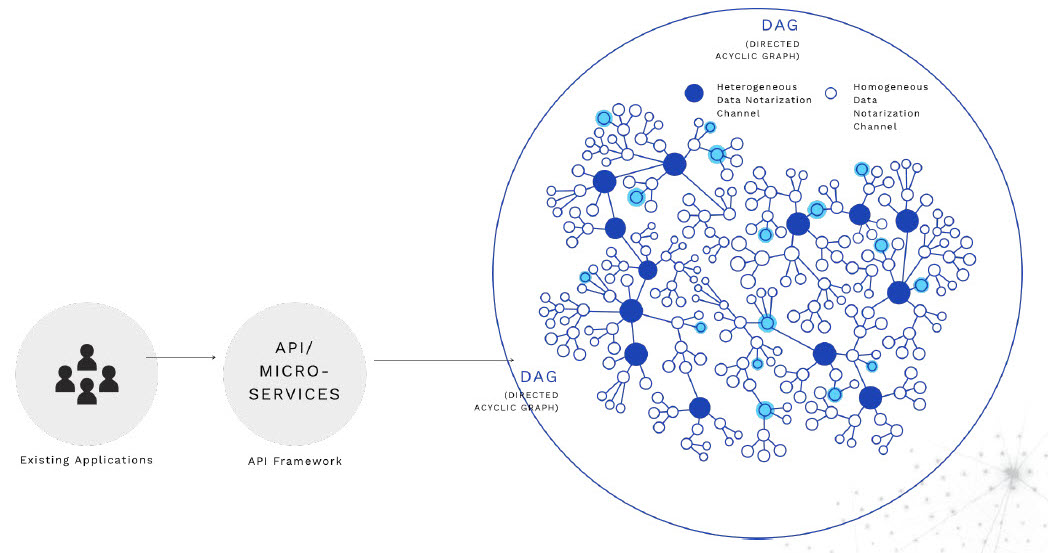 DAG
(DIRECTED
ACYCLIC GRAPH)
Heterogeneous
Data Notarization
Channel
Homogeneous
Data
Notarization
Channel
API/
MICRO-
SERVICES
DAG
(DIRECTED
ACYCLIC GRAPH)
Existing Applications
API Framework